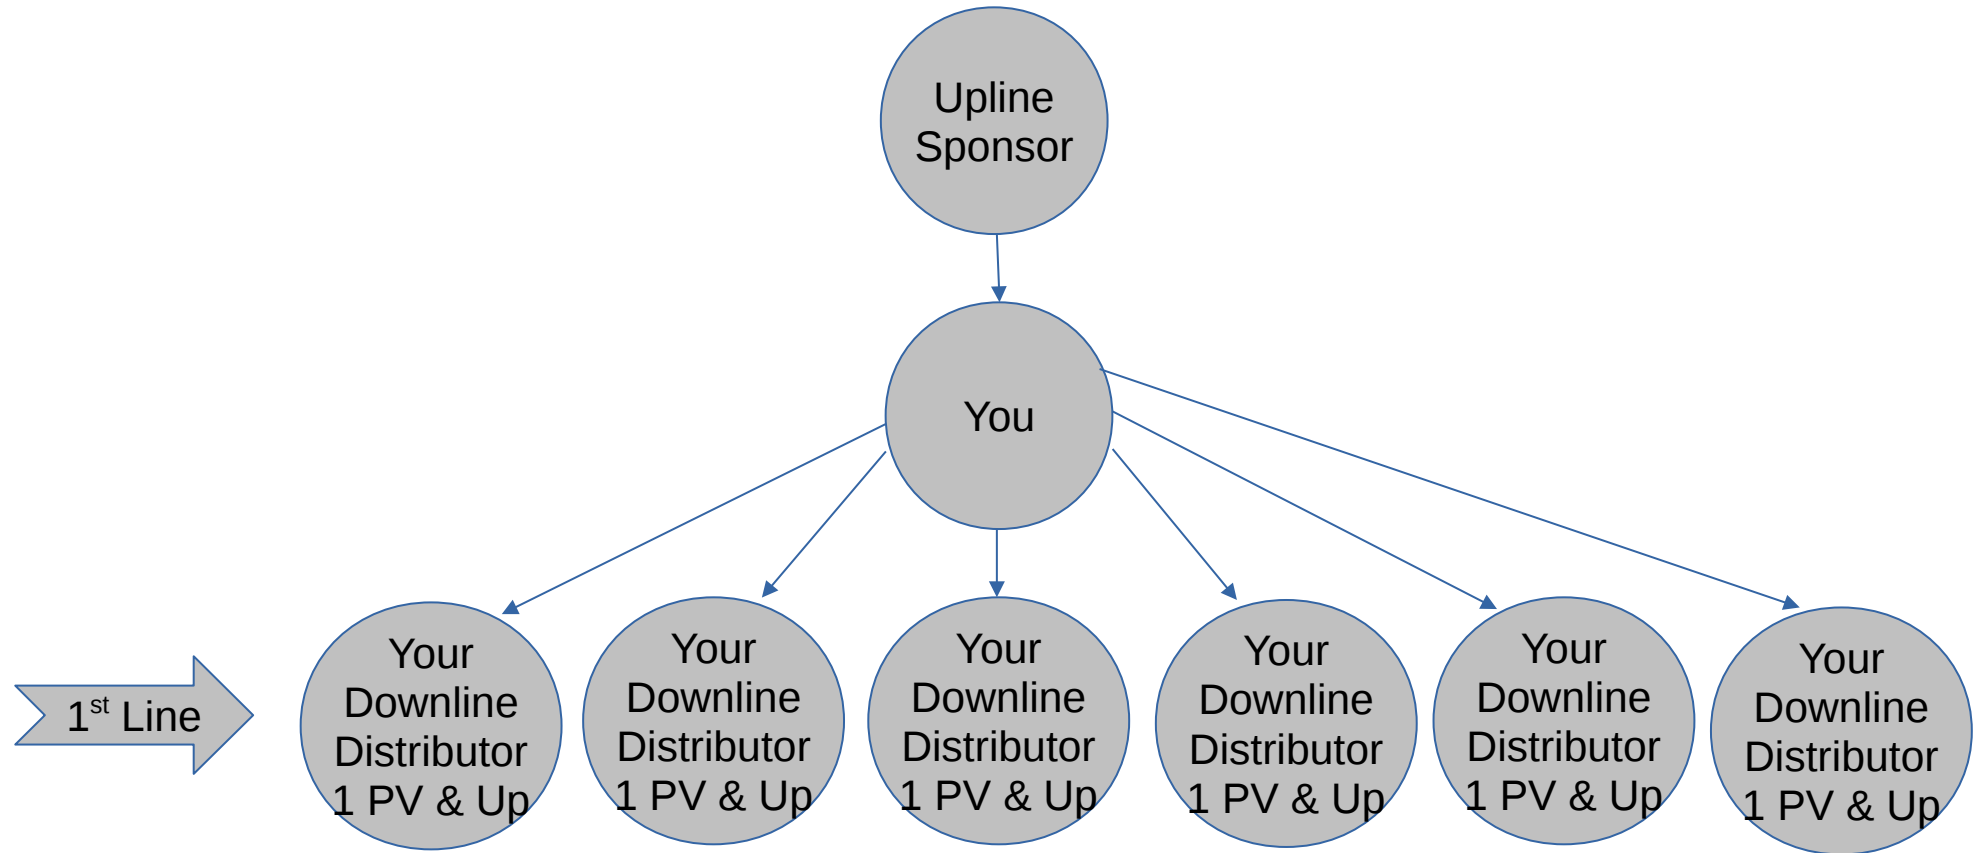 Upline
Sponsor
You
1st Line
Your
Downline
Distributor
1 PV & Up
Your
Downline
Distributor
1 PV & Up
Your
Downline
Distributor
1 PV & Up
Your
Downline
Distributor
1 PV & Up
Your
Downline
Distributor
1 PV & Up
Your
Downline
Distributor
1 PV & Up